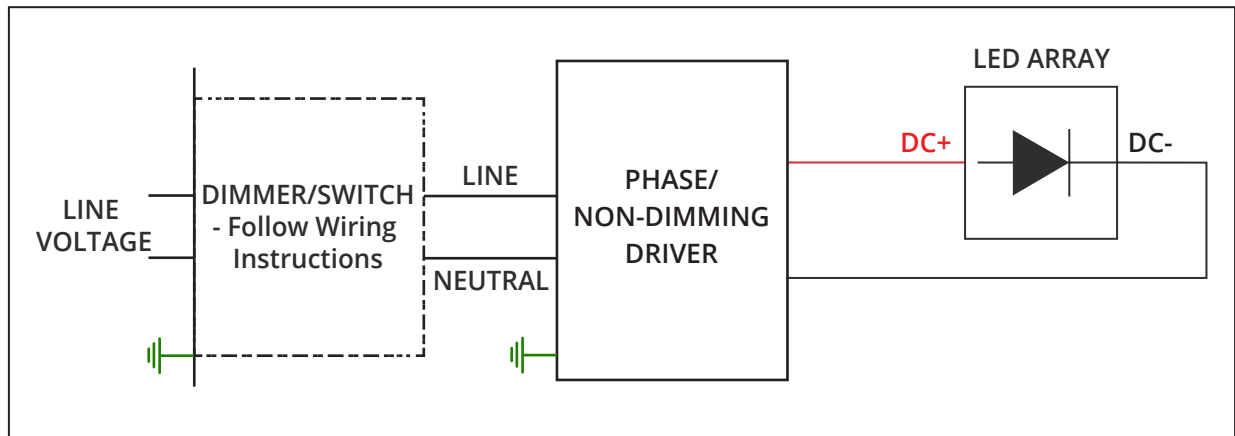 LINE
VOLTAGE
DIMMER/SWITCH
- Follow Wiring
Instructions
LINE
NEUTRAL
PHASE/
NON-DIMMING
DRIVER
LED ARRAY
DC+
DC-